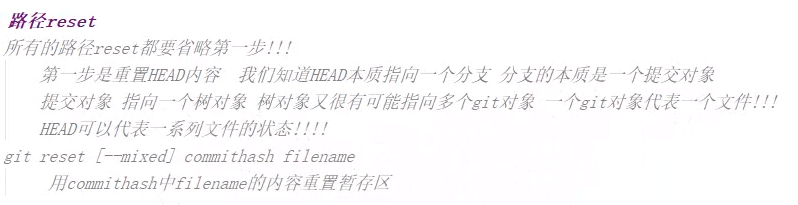 路径reset
所有的路径reset都要省略第一步!!!
第一步是重置HEAD内容 我们知道HEAD本质指向一个分支 分支的本质是一个提交对象
提交对象 指向一个树对象 树对象又很有可能指向多个git对象 一个git对象代表一个文件!!!
HEAD可以代表一系列文件的状态!!!!
git reset [--mixed] commithash filename
用commithash中filename的内容重置暂存区